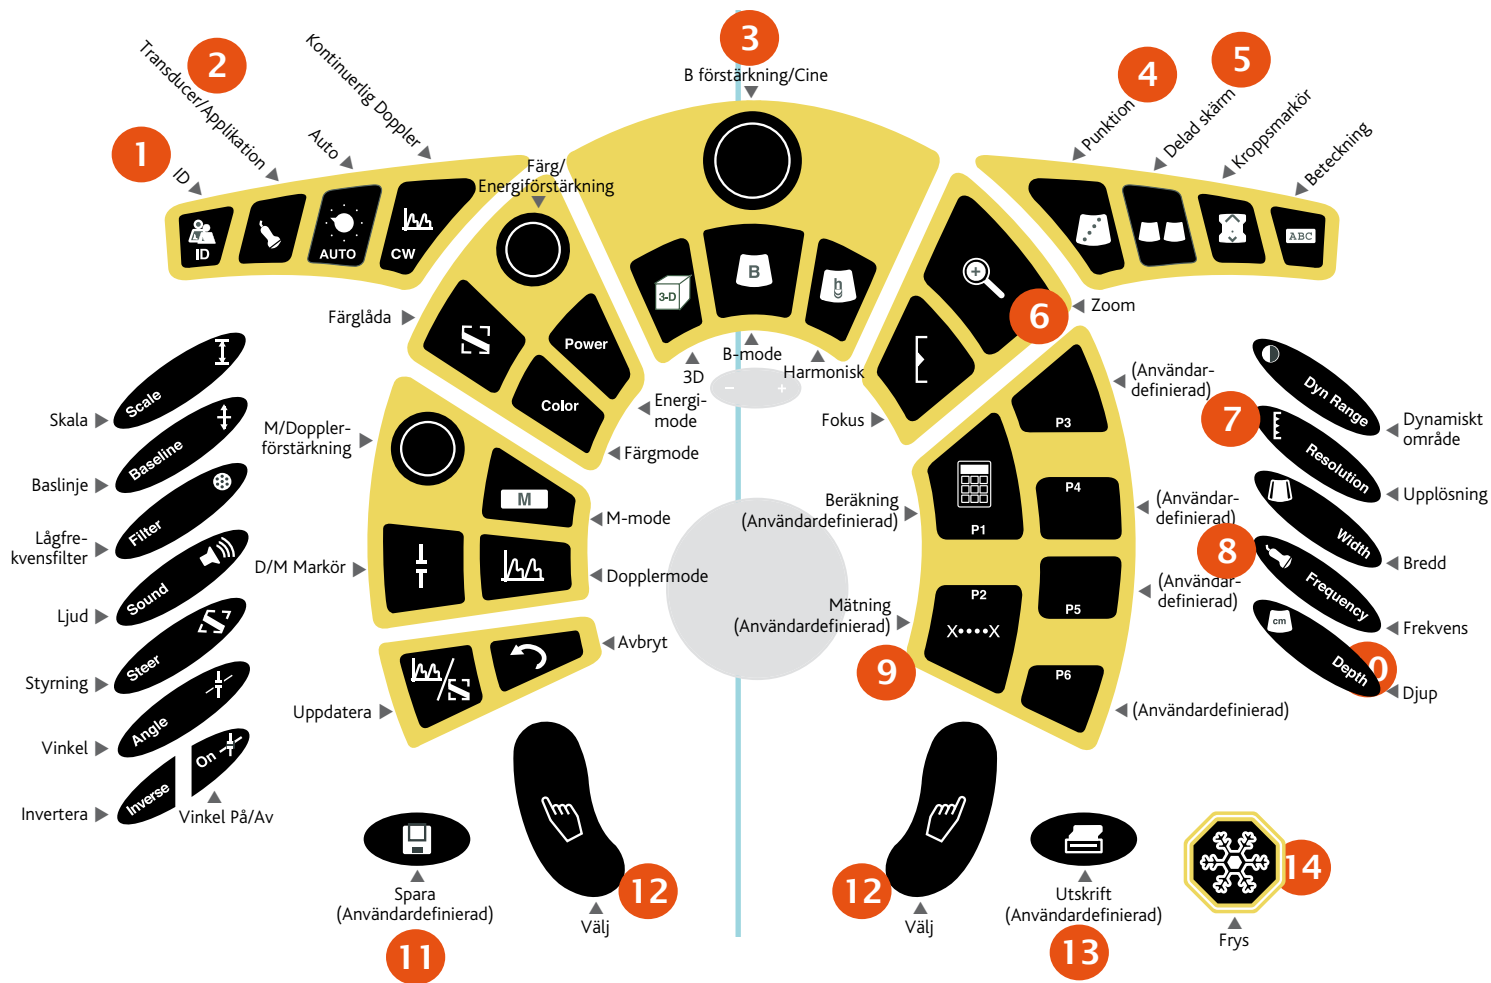 3
B förstärkning/Cine
2
Transducer/Applikation
Kontinuerlig Doppler
4
Punktion
5
Delad skärm
Kroppsmarkör
Beteckning
1
ID
Auto
Färg/
Energiförstärkning
ID
AUTO
CW
3-D
B
h
ABC
Färglåda
Power
Color
6
Zoom
B-mode
3D
Harmonisk
- +
Energi-
mode
Färgmode
Fokus
(Användar-
definierad)
P3
Scale
Skala
Baseline
Baslinje
Filter
Lågfre-
kvensfilter
Sound
Ljud
Steer
Styrning
Angle
Vinkel
Inverse
On
Invertera
Vinkel På/Av
M/Doppler-
förstärkning
M
M-mode
D/M Markör
Dopplermode
Avbryt
Uppdatera
Beräkning
(Användardefinierad)
P1
P4
(Användar-
definierad)
P5
(Användar-
definierad)
Mätning
(Användardefinierad)
P2
X••••X
9
P6
(Användardefinierad)
Dyn Range
Dynamiskt
område
7
Resolution
Upplösning
Width
Bredd
8
Frequency
Frekvens
cm
Depth
0
Djup
Spara
(Användardefinierad)
11
12
Välj
12
Välj
Utskrift
(Användardefinierad)
13
14
Frys